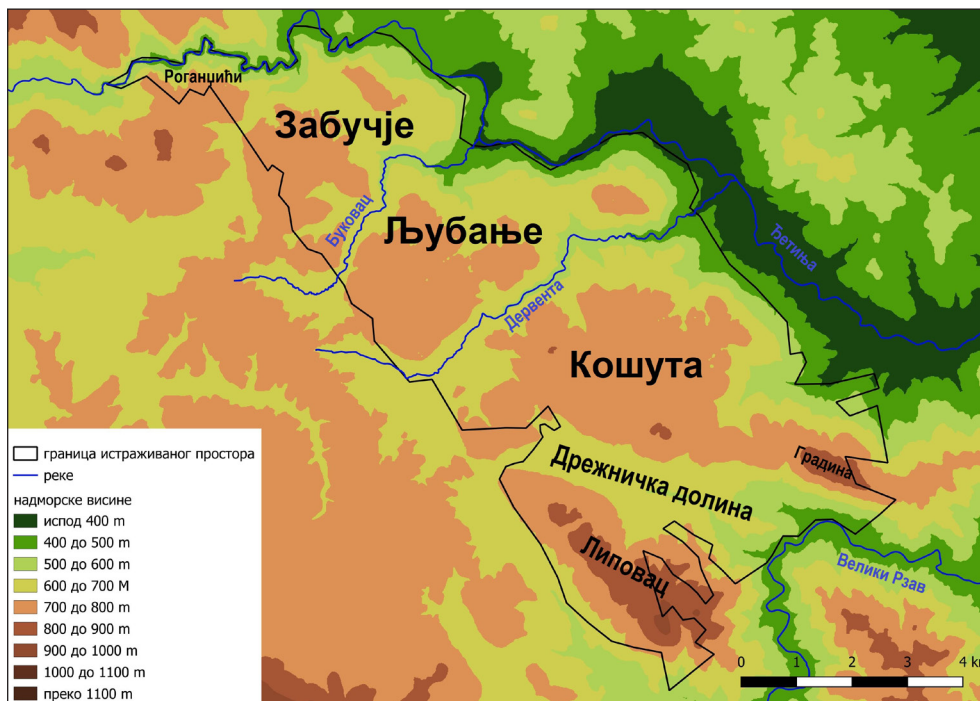 Роганџићи
Забучје
Буковац
Љубање
Ђетиња
Дервента
Кошута
Градина
Дрежничка долина
Липовац
Велики Рзав
граница истраживаног простора
реке
надморске висине
испод 400 m
400 до 500 m
500 до 600 m
600 до 700 М
700 до 800 m
800 до 900 m
900 до 1000 m
1000 до 1100 m
преко 1100 m
0 1 2 3 4 km